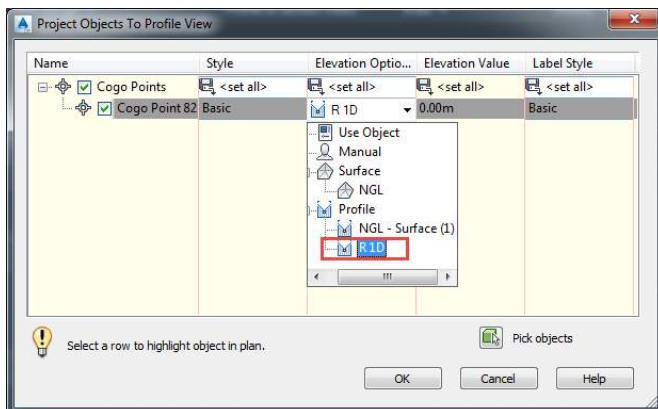 Project Objects To Profile View
Name Style Elevation Optio... Elevation Value Label Style
Cogo Points <set all> <set all> <set all> <set all>
Cogo Point 82 Basic R 1D 0.00m Basic
Use Object
Manual
Surface
NGL
Profile
NGL - Surface (1)
R 1D
Select a row to highlight object in plan.
Pick objects
OK Cancel Help